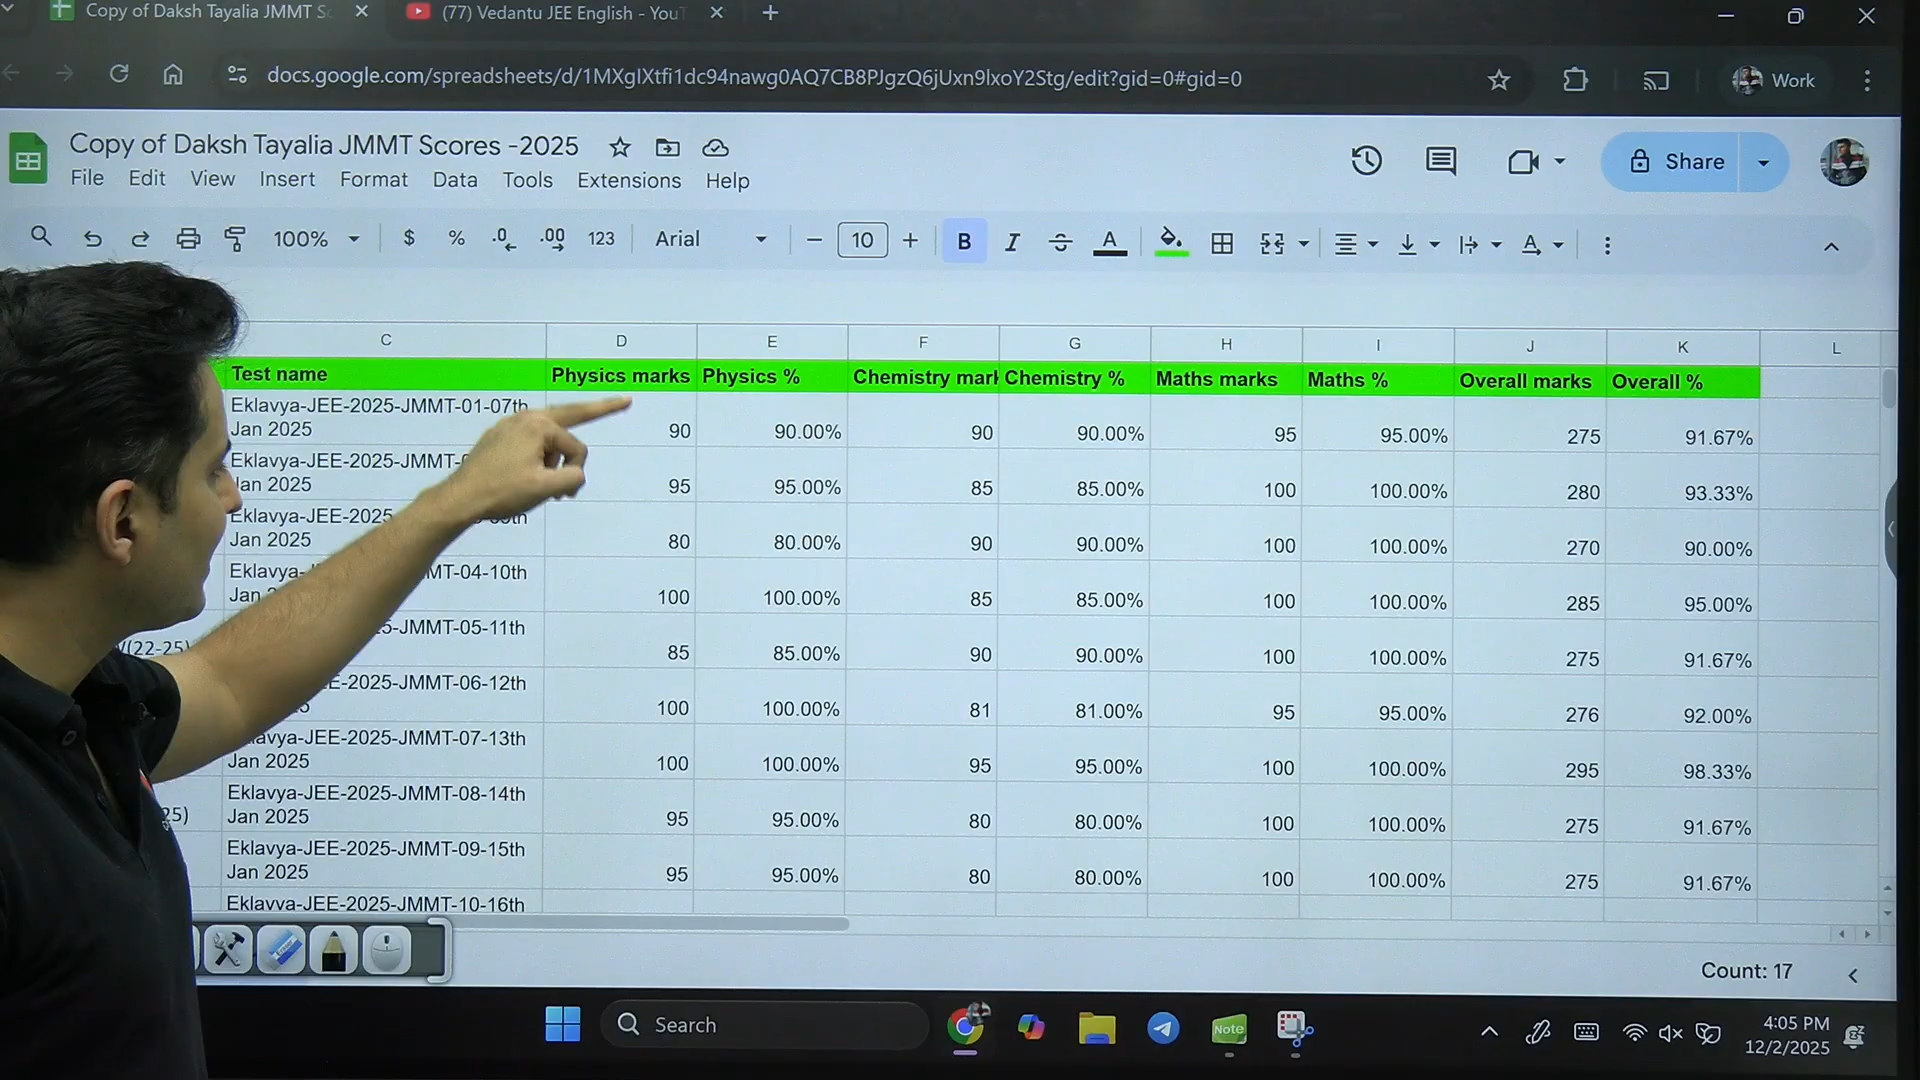 Copy of Daksh Tayalia JMMT Sc
(77) Vedantu JEE English - YouT
docs.google.com/spreadsheets/d/1MXgIXtfi1dc94nawg0AQ7CB8PJgzQ6jUxn9lxoY2Stg/edit?gid=0#gid=0
Work
Copy of Daksh Tayalia JMMT Scores -2025
Share
File Edit View Insert Format Data Tools Extensions Help
100% $ % .0 .00 123 Arial 10 B I A A
C D E F G H I J K L
Test name Physics marks Physics % Chemistry mark Chemistry % Maths marks Maths % Overall marks Overall %
Eklavya-JEE-2025-JMMT-01-07th
Jan 2025 90 90.00% 90 90.00% 95 95.00% 275 91.67%
Eklavya-JEE-2025-JMMT-
Jan 2025 95 95.00% 85 85.00% 100 100.00% 280 93.33%
Eklavya-JEE-2025
Jan 2025 80 80.00% 90 90.00% 100 100.00% 270 90.00%
Eklavya- MT-04-10th
Jan 100 100.00% 85 85.00% 100 100.00% 285 95.00%
(22-25) 5-JMMT-05-11th
85 85.00% 90 90.00% 100 100.00% 275 91.67%
E-2025-JMMT-06-12th
100 100.00% 81 81.00% 95 95.00% 276 92.00%
avya-JEE-2025-JMMT-07-13th
Jan 2025 100 100.00% 95 95.00% 100 100.00% 295 98.33%
Eklavya-JEE-2025-JMMT-08-14th
25) Jan 2025 95 95.00% 80 80.00% 100 100.00% 275 91.67%
Eklavya-JEE-2025-JMMT-09-15th
Jan 2025 95 95.00% 80 80.00% 100 100.00% 275 91.67%
Eklavya-JEE-2025-JMMT-10-16th
Count: 17
Search
Note
4:05 PM
12/2/2025